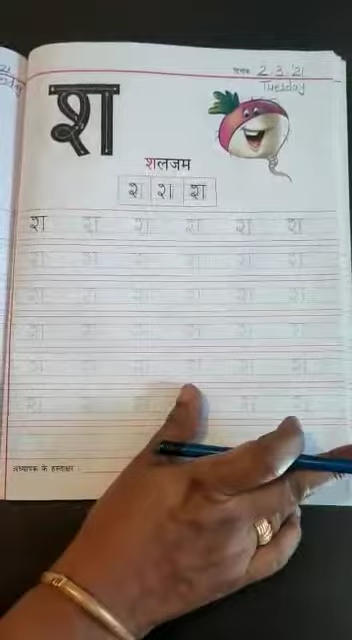 दिनांक 2.3.'21
Tuesday
श
शलजम
श श श
श श श श श श
श श श श श श
श श श श श श
श श श श श श
श श श श श श
श श श श श श
अध्यापक के हस्ताक्षर